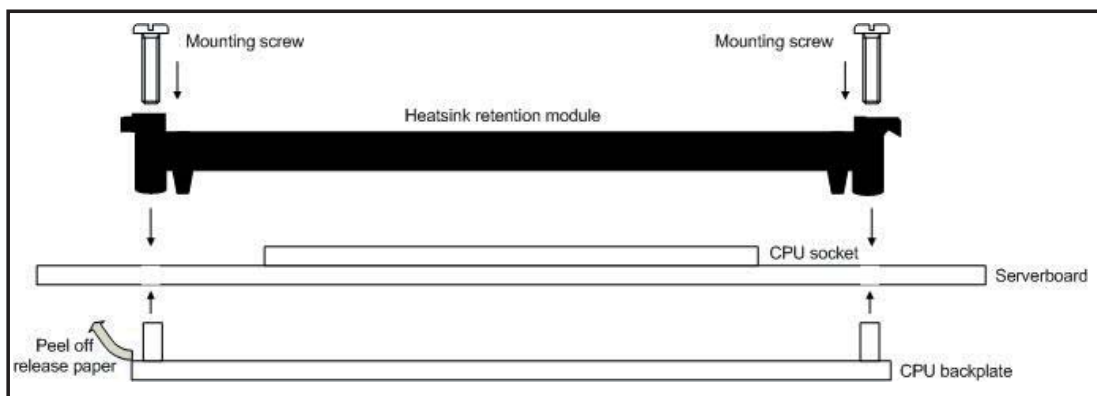 Mounting screw
Mounting screw
Heatsink retention module
CPU socket
Serverboard
Peel off
release paper
CPU backplate